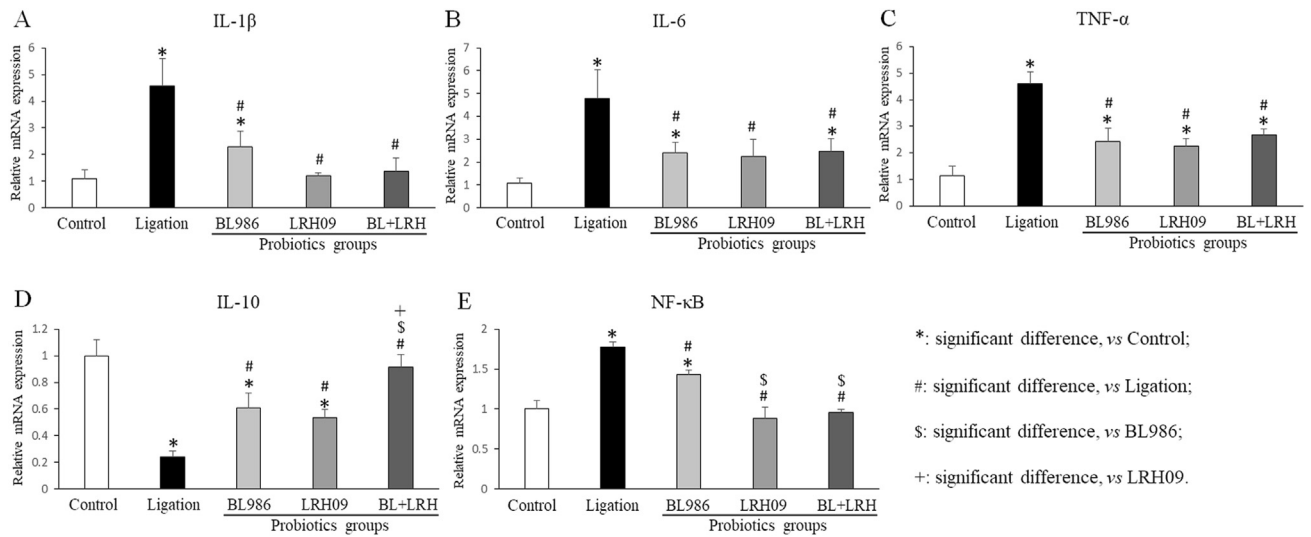 A
IL-1β
Relative mRNA expression
6
5
4
3
2
1
0
*
#
*
#
#
Control
Ligation
BL986
LRH09
BL+LRH
Probiotics groups
B
IL-6
Relative mRNA expression
7
6
5
4
3
2
1
0
*
#
*
#
#
*
Control
Ligation
BL986
LRH09
BL+LRH
Probiotics groups
C
TNF-α
Relative mRNA expression
6
5
4
3
2
1
0
*
#
*
#
*
#
*
Control
Ligation
BL986
LRH09
BL+LRH
Probiotics groups
D
IL-10
Relative mRNA expression
1.2
1
0.8
0.6
0.4
0.2
0
*
#
*
#
*
+
$
#
Control
Ligation
BL986
LRH09
BL+LRH
Probiotics groups
E
NF-κB
Relative mRNA expression
2
1.5
1
0.5
0
*
#
*
$
#
$
#
Control
Ligation
BL986
LRH09
BL+LRH
Probiotics groups
*: significant difference, vs Control;
#: significant difference, vs Ligation;
$: significant difference, vs BL986;
+: significant difference, vs LRH09.